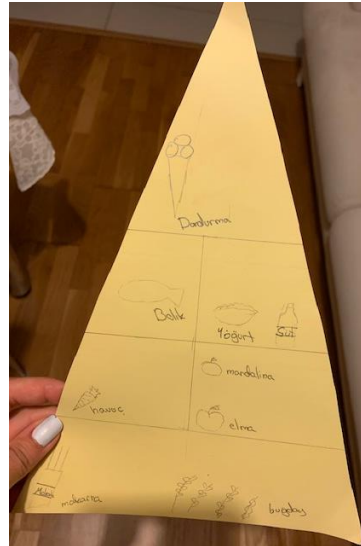 Dondurma
Balık
Yoğurt
Süt
mandalina
havuç
elma
makarna
buğday